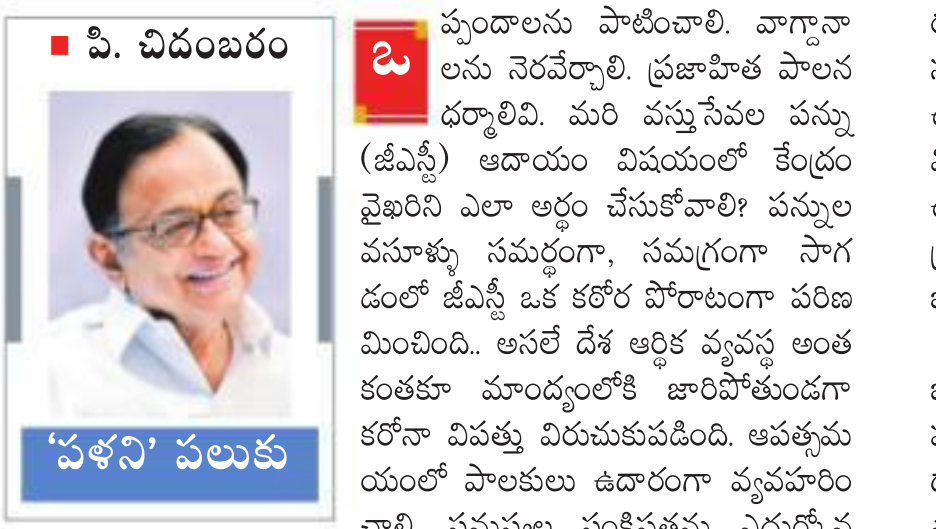 ■ పి. చిదంబరం
‘పళని’ పలుకు
ఒప్పందాలను పాటించాలి. వాగ్దానా
లను నెరవేర్చాలి. ప్రజాహిత పాలన
ధర్మాలివి. మరి వస్తుసేవల పన్ను
(జీఎస్టీ) ఆదాయం విషయంలో కేంద్రం
వైఖరిని ఎలా అర్థం చేసుకోవాలి? పన్నుల
వసూళ్ళు సమర్థంగా, సమగ్రంగా సాగ
డంలో జీఎస్టీ ఒక కఠోర పోరాటంగా పరిణ
మించింది.. అసలే దేశ ఆర్థిక వ్యవస్థ అంత
కంతకూ మాంద్యంలోకి జారిపోతుండగా
కరోనా విపత్తు విరుచుకుపడింది. ఆపత్సమ
యంలో పాలకులు ఉదారంగా వ్యవహరిం